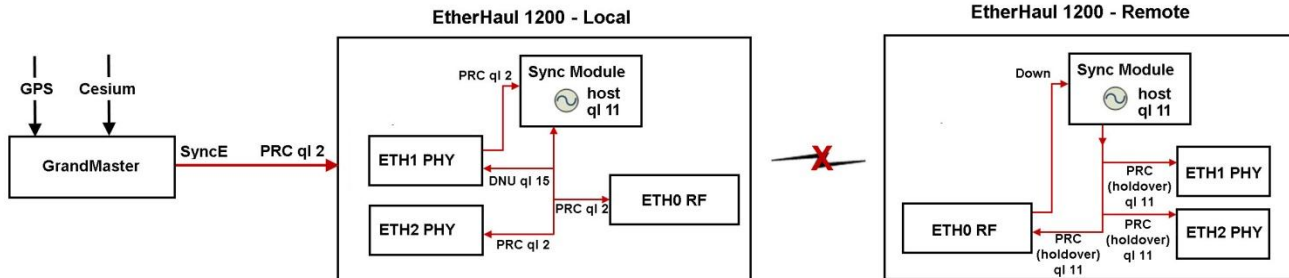 EtherHaul 1200 - Local
EtherHaul 1200 - Remote
GPS
Cesium
GrandMaster
SyncE
PRC ql 2
PRC ql 2
Sync Module
host
ql 11
ETH1 PHY
DNU ql 15
ETH2 PHY
PRC ql 2
PRC ql 2
ETH0 RF
X
Down
Sync Module
host
ql 11
ETH1 PHY
PRC
(holdover)
ql 11
ETH0 RF
ETH2 PHY
PRC
(holdover)
ql 11
PRC
(holdover)
ql 11